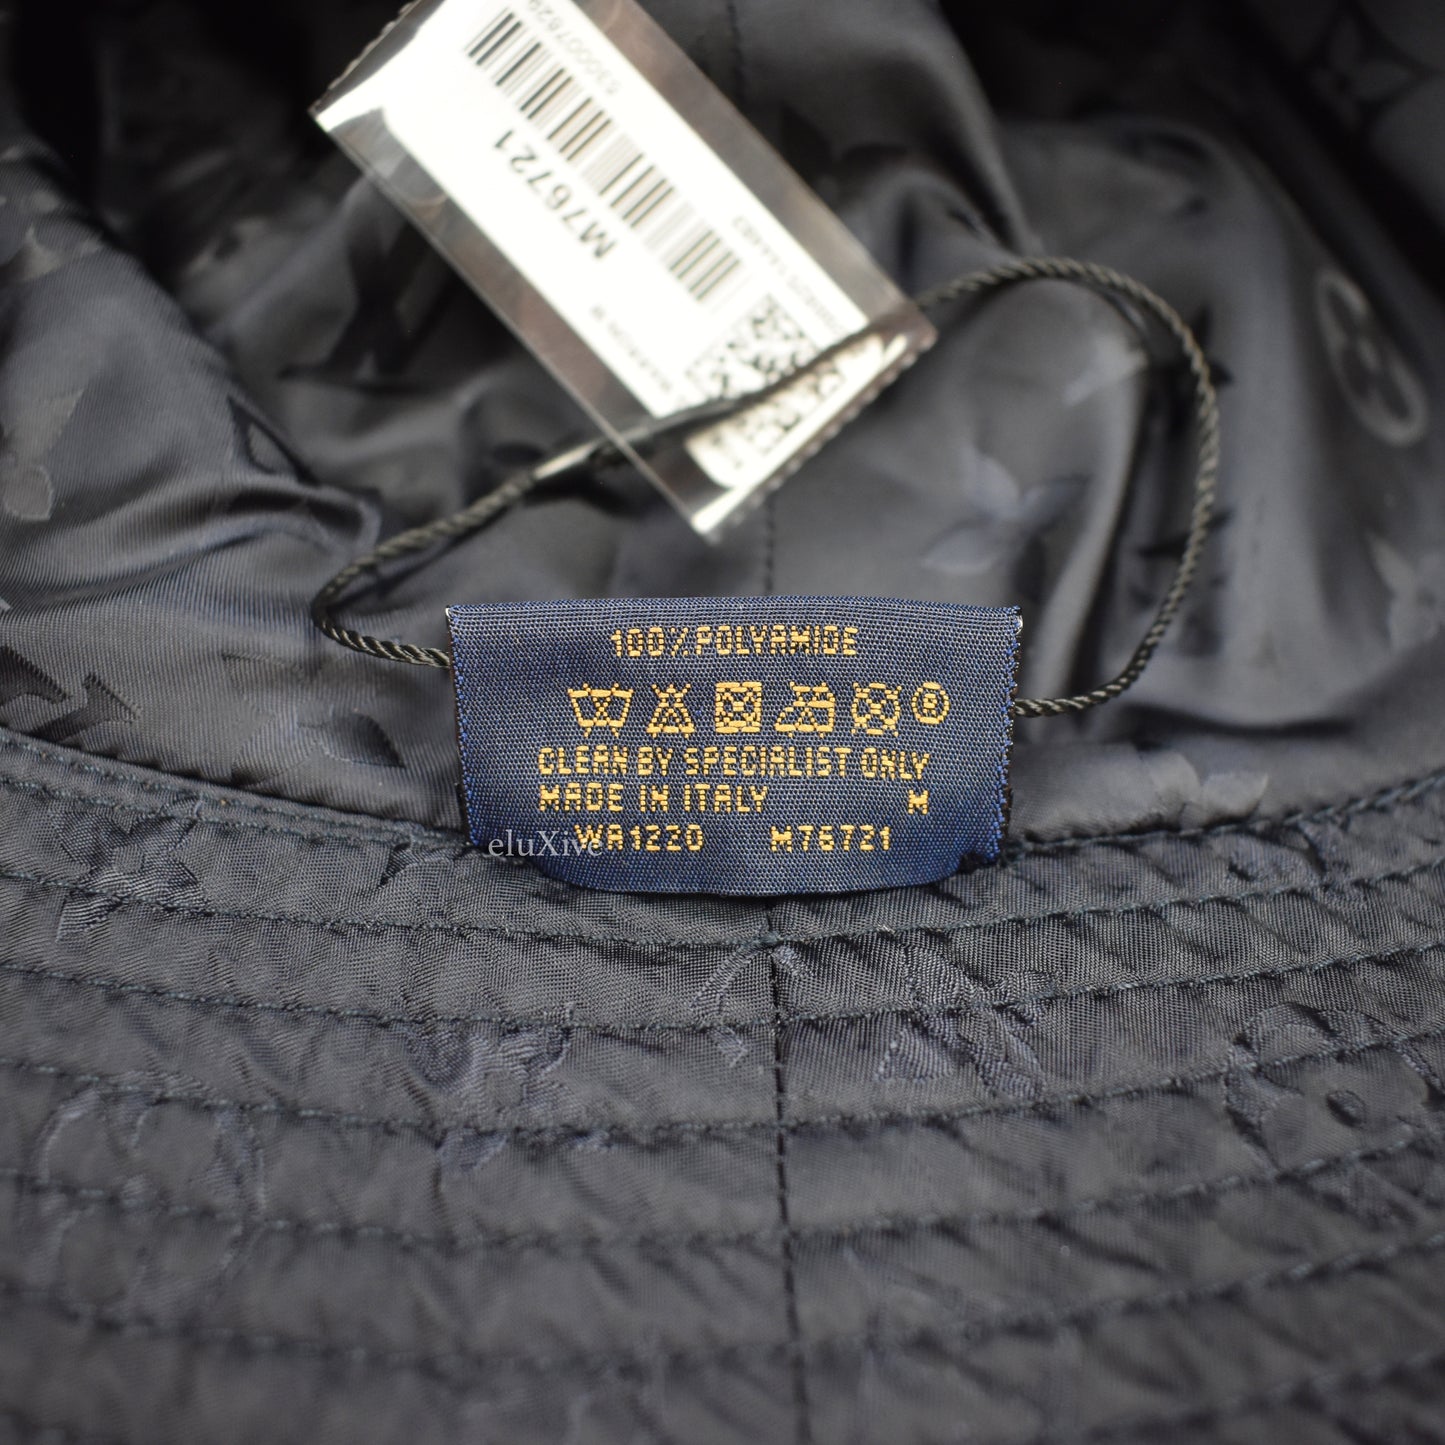 M76721
100%POLYAMIDE
CLEAN BY SPECIALIST ONLY
MADE IN ITALY M
WA1220 M76721
eluXive